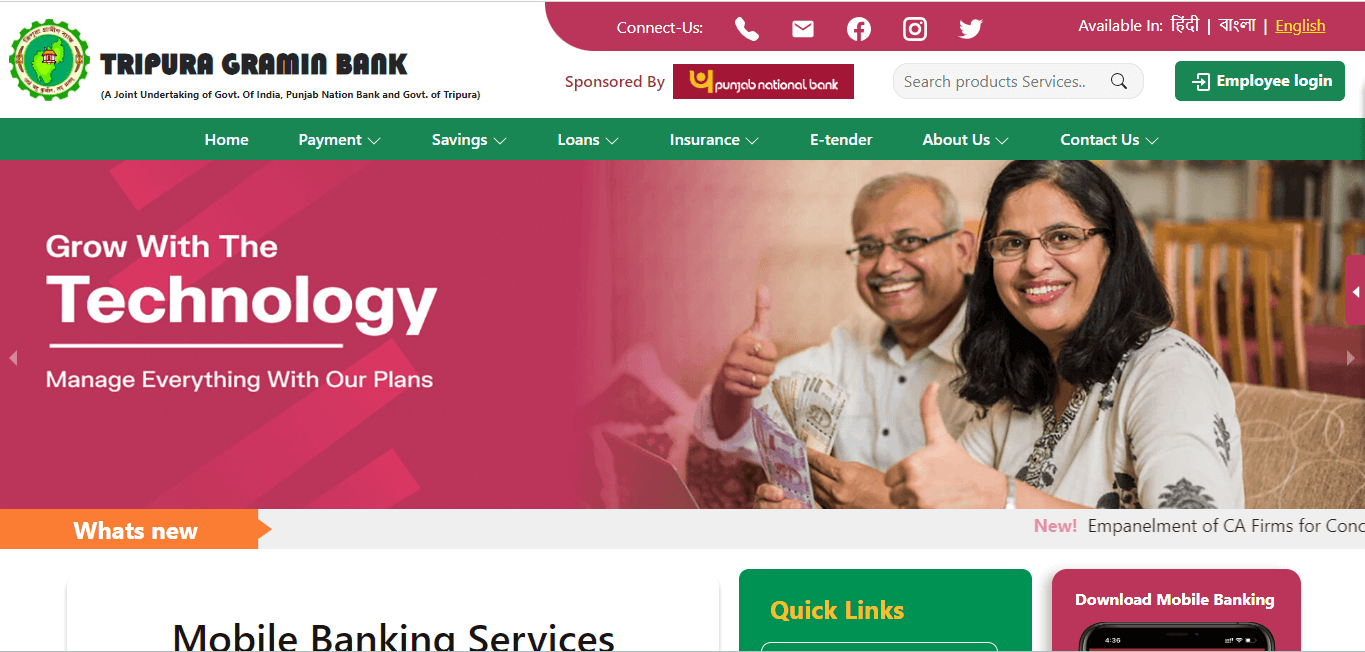 Connect-Us:
Available In: हिंदी | বাংলা | English
TRIPURA GRAMIN BANK
(A Joint Undertaking of Govt. Of India, Punjab Nation Bank and Govt. of Tripura)
Sponsored By
punjab national bank
Search products Services..
Employee login
Home Payment Savings Loans Insurance E-tender About Us Contact Us
Grow With The
Technology
Manage Everything With Our Plans
Whats new
New! Empanelment of CA Firms for Conc
Mobile Banking Services
Quick Links
Download Mobile Banking
4:36